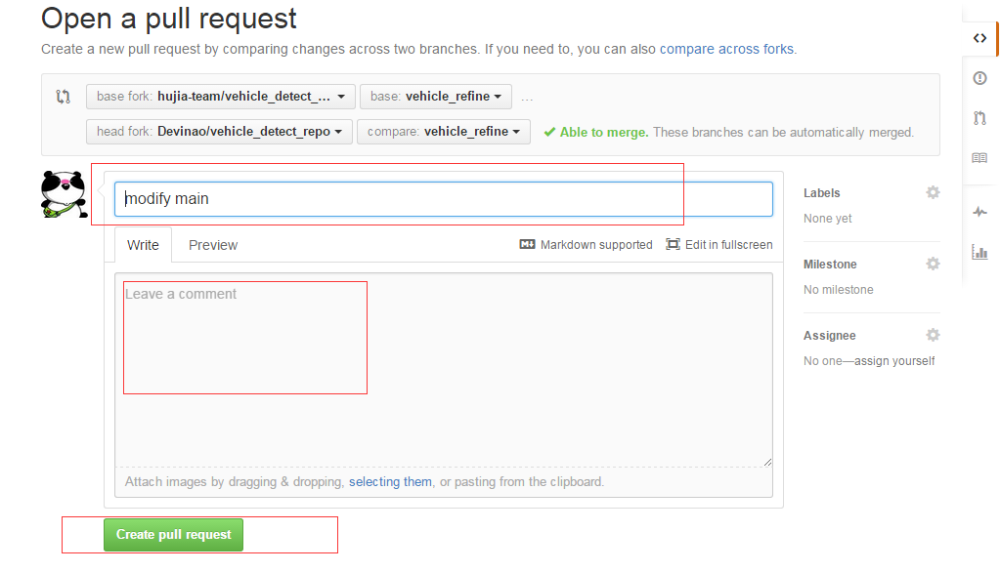 Open a pull request
Create a new pull request by comparing changes across two branches. If you need to, you can also compare across forks.
base fork: hujia-team/vehicle_detect_... base: vehicle_refine ...
head fork: Devinao/vehicle_detect_repo compare: vehicle_refine Able to merge. These branches can be automatically merged.
modify main
Write Preview Markdown supported Edit in fullscreen
Leave a comment
Attach images by dragging & dropping, selecting them, or pasting from the clipboard.
Create pull request
Labels
None yet
Milestone
No milestone
Assignee
No one—assign yourself